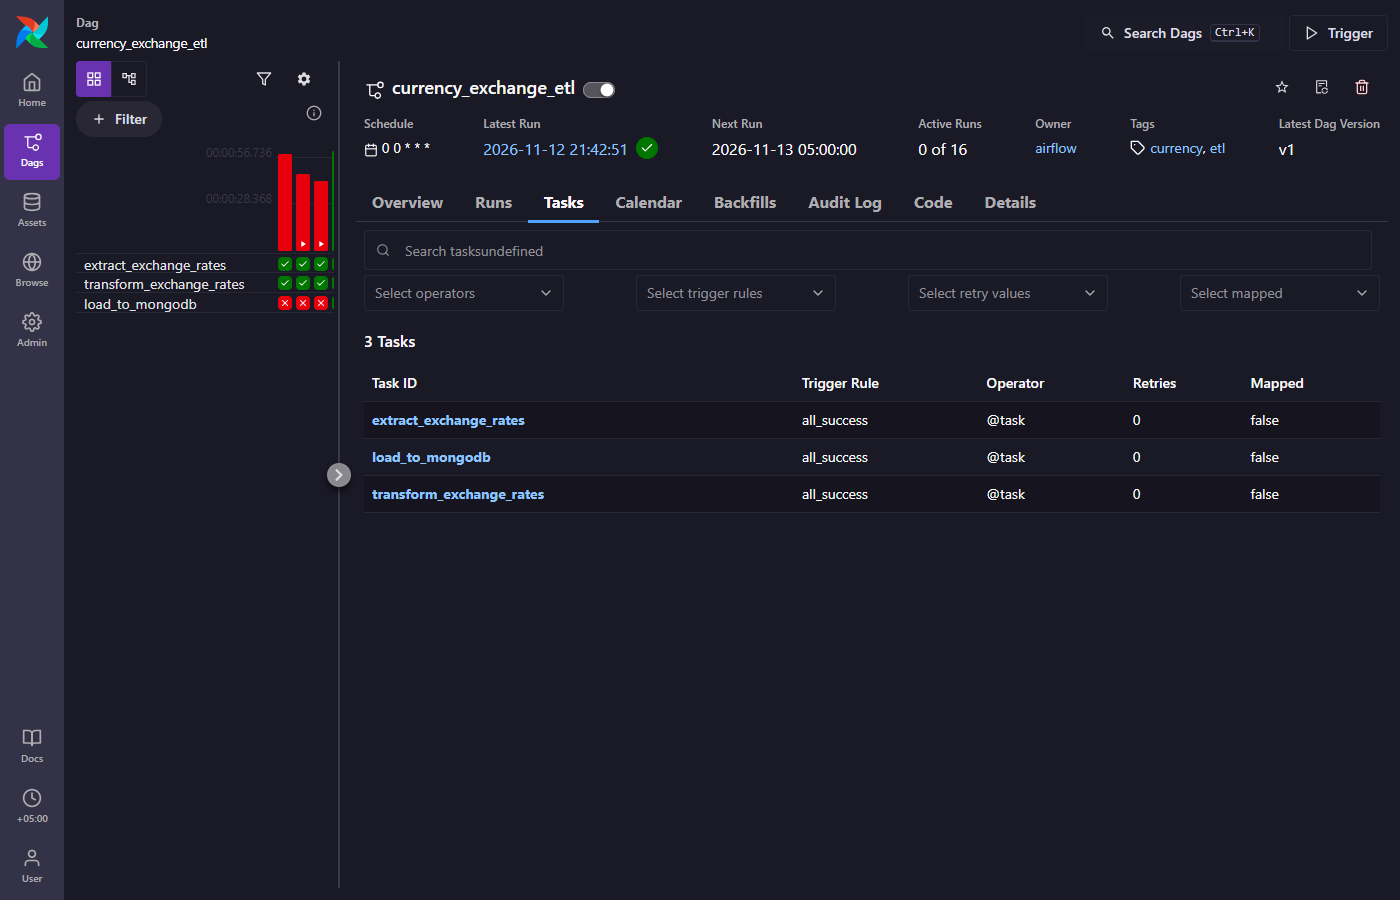 Dag
currency_exchange_etl
Search Dags Ctrl+K
Trigger
Home
Dags
Assets
Browse
Admin
Docs
+05:00
User
+ Filter
00:00:56.736
00:00:28.368
extract_exchange_rates
transform_exchange_rates
load_to_mongodb
currency_exchange_etl
Schedule Latest Run Next Run Active Runs Owner Tags Latest Dag Version
0 0 * * * 2026-11-12 21:42:51 2026-11-13 05:00:00 0 of 16 airflow currency, etl v1
Overview Runs Tasks Calendar Backfills Audit Log Code Details
Search tasksundefined
Select operators Select trigger rules Select retry values Select mapped
3 Tasks
Task ID Trigger Rule Operator Retries Mapped
extract_exchange_rates all_success @task 0 false
load_to_mongodb all_success @task 0 false
transform_exchange_rates all_success @task 0 false